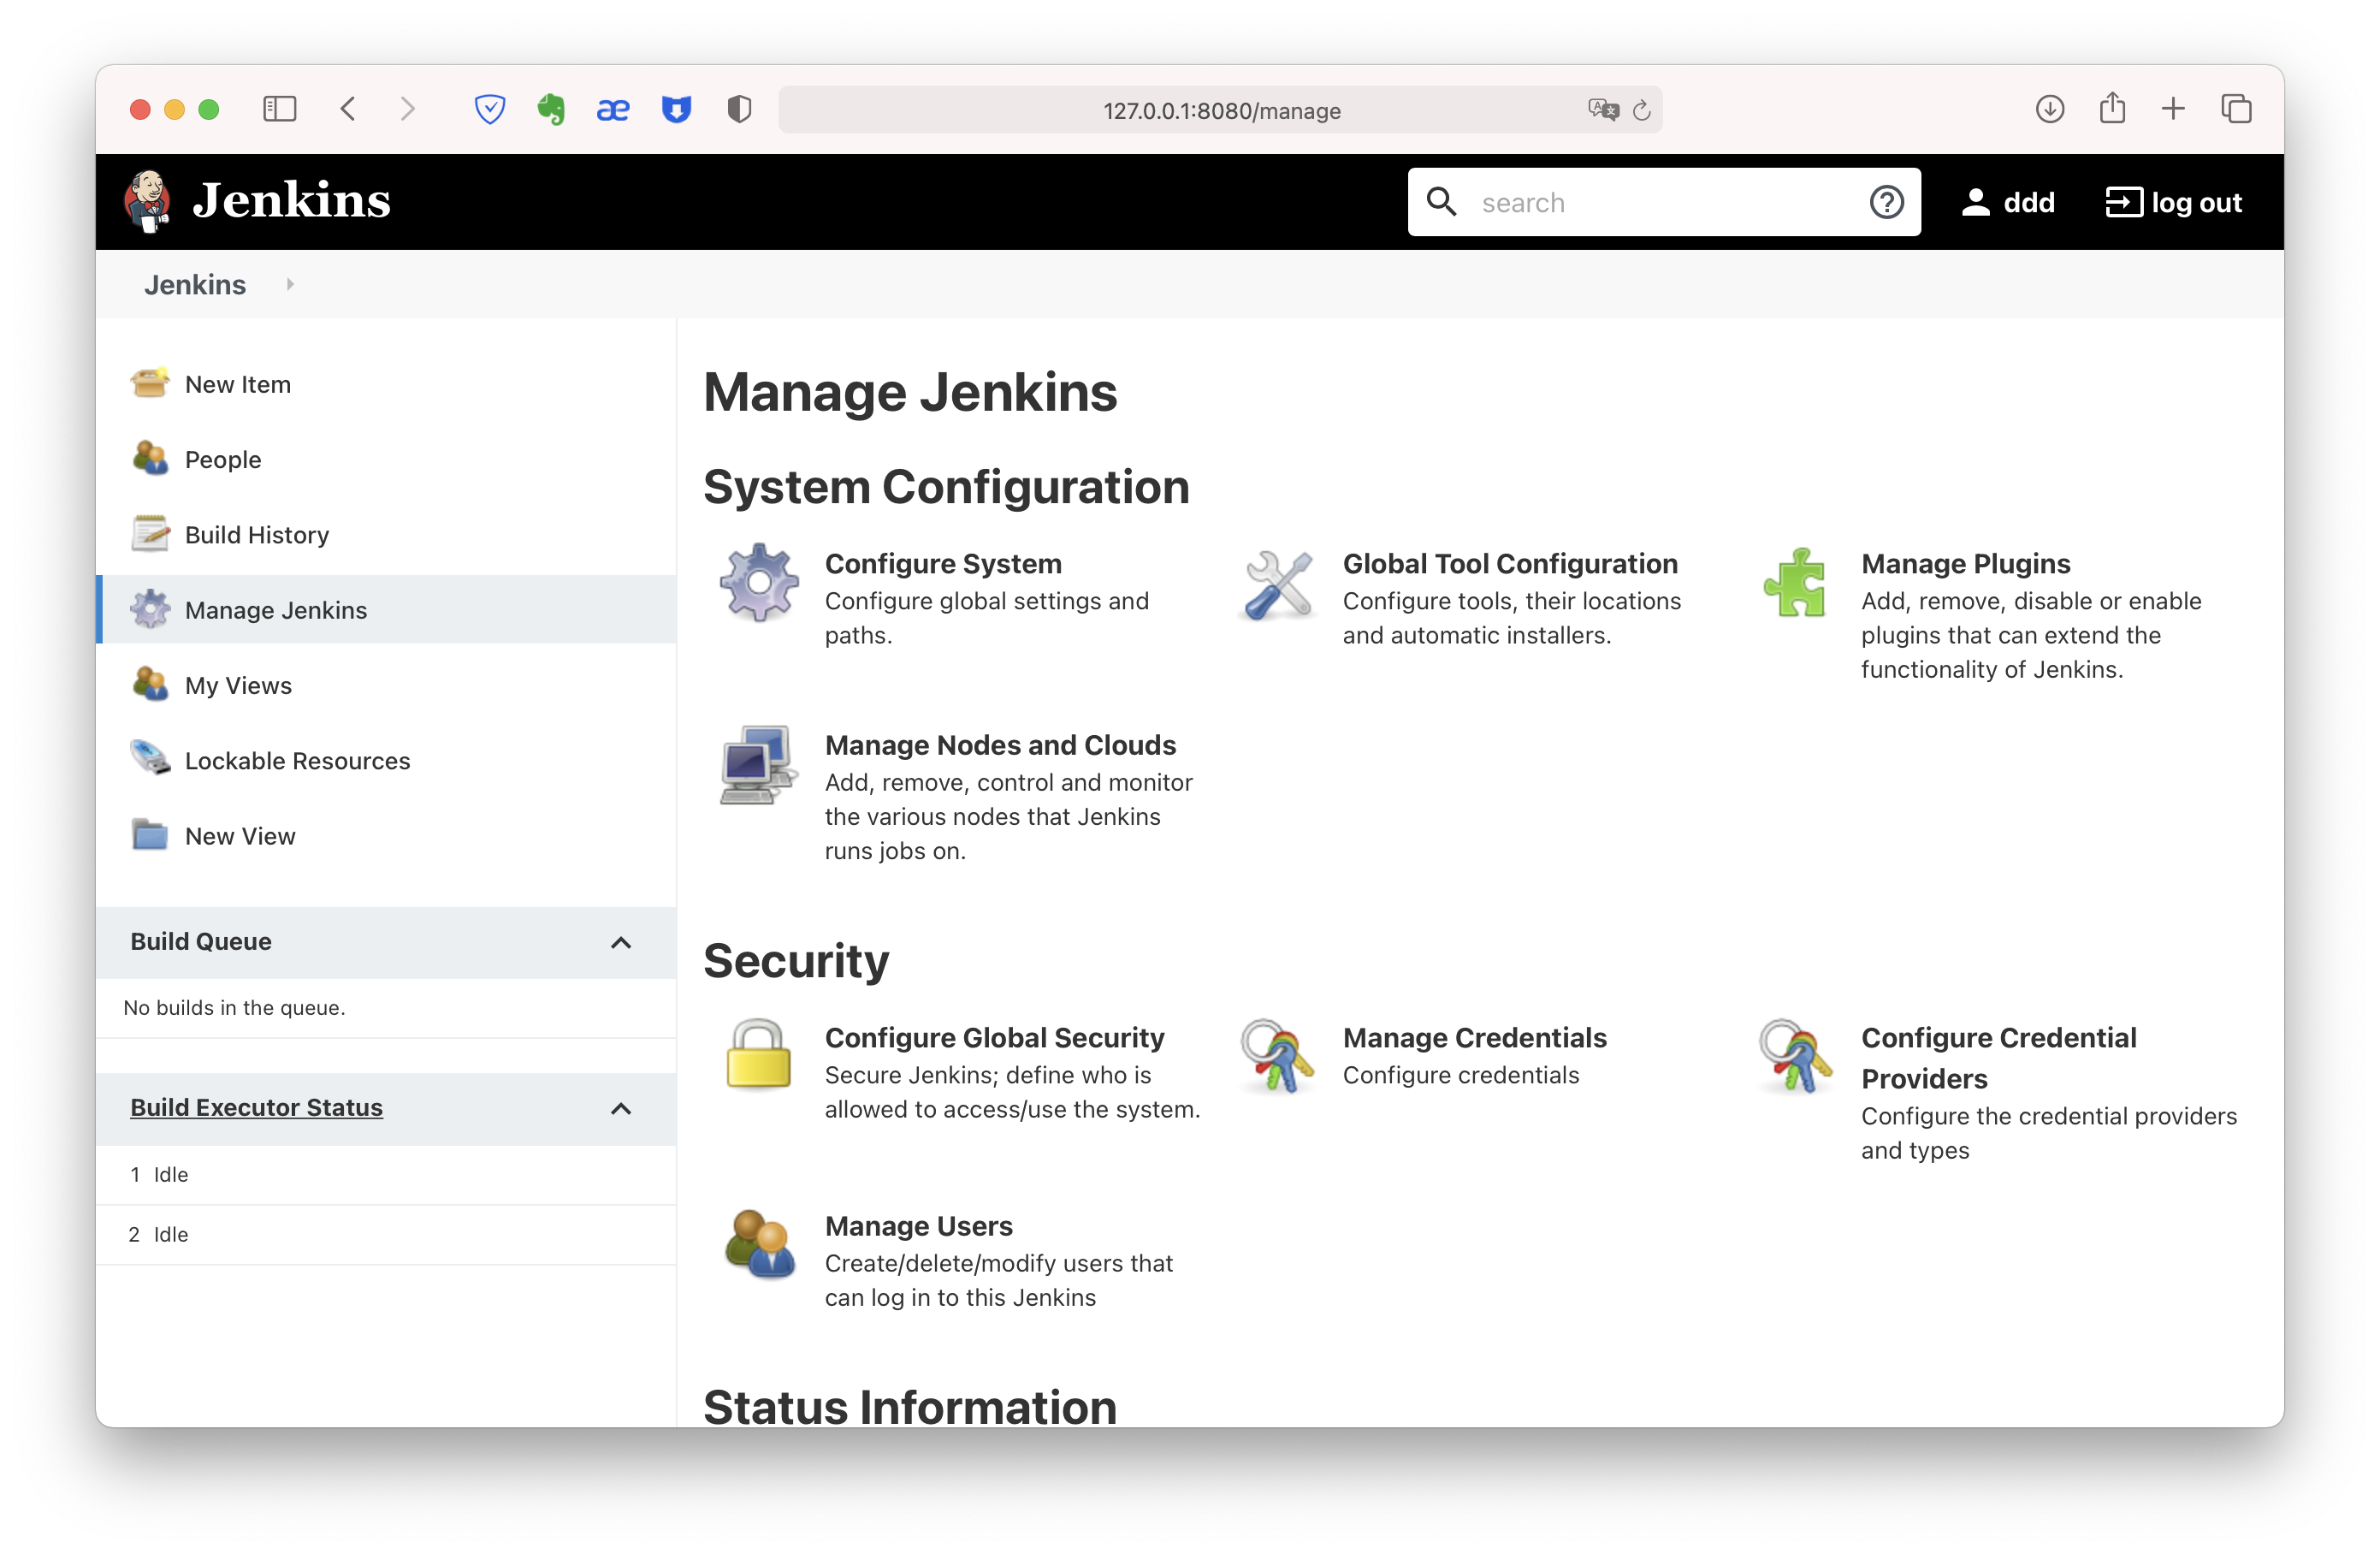 127.0.0.1:8080/manage
Jenkins
search
ddd
log out
Jenkins
New Item
People
Build History
Manage Jenkins
My Views
Lockable Resources
New View
Build Queue
No builds in the queue.
Build Executor Status
1 Idle
2 Idle
Manage Jenkins
System Configuration
Configure System
Configure global settings and
paths.
Global Tool Configuration
Configure tools, their locations
and automatic installers.
Manage Plugins
Add, remove, disable or enable
plugins that can extend the
functionality of Jenkins.
Manage Nodes and Clouds
Add, remove, control and monitor
the various nodes that Jenkins
runs jobs on.
Security
Configure Global Security
Secure Jenkins; define who is
allowed to access/use the system.
Manage Credentials
Configure credentials
Configure Credential
Providers
Configure the credential providers
and types
Manage Users
Create/delete/modify users that
can log in to this Jenkins
Status Information